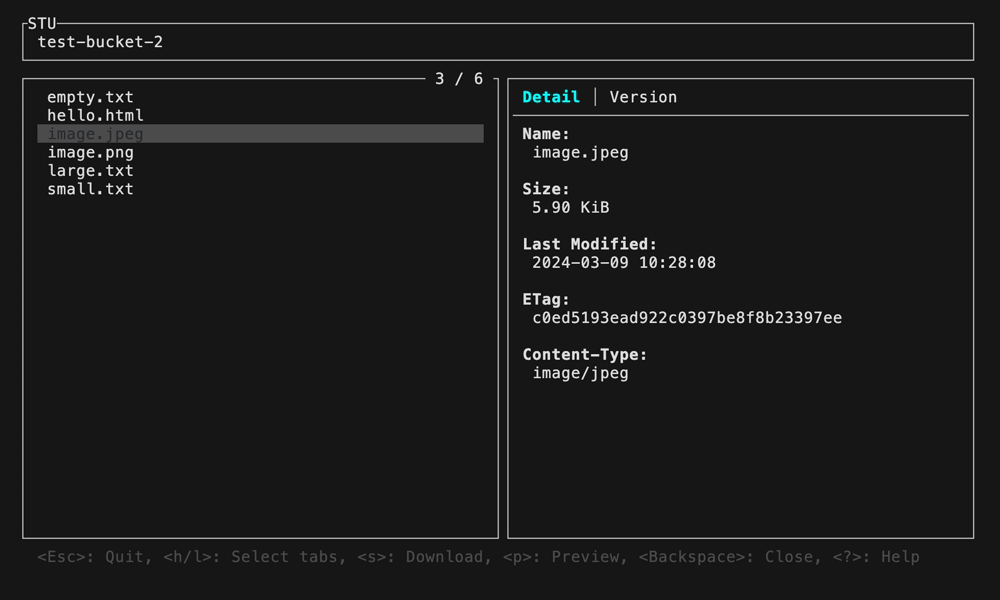 STU
test-bucket-2
3 / 6
empty.txt
hello.html
image.jpeg
image.png
large.txt
small.txt
Detail │ Version
Name:
image.jpeg
Size:
5.90 KiB
Last Modified:
2024-03-09 10:28:08
ETag:
c0ed5193ead922c0397be8f8b23397ee
Content-Type:
image/jpeg
<Esc>: Quit, <h/l>: Select tabs, <s>: Download, <p>: Preview, <Backspace>: Close, <?>: Help